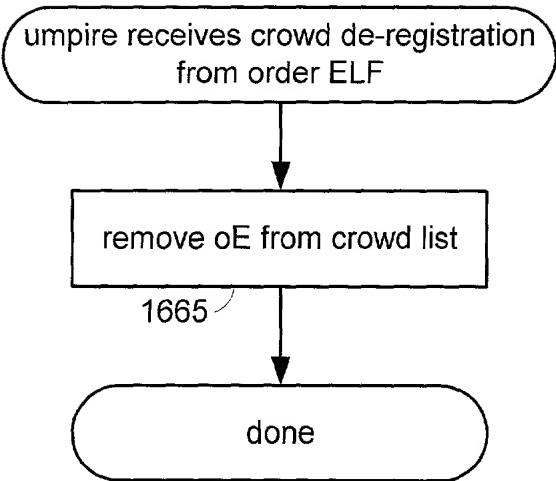 umpire receives crowd de-registration
from order ELF
remove oE from crowd list
1665
done